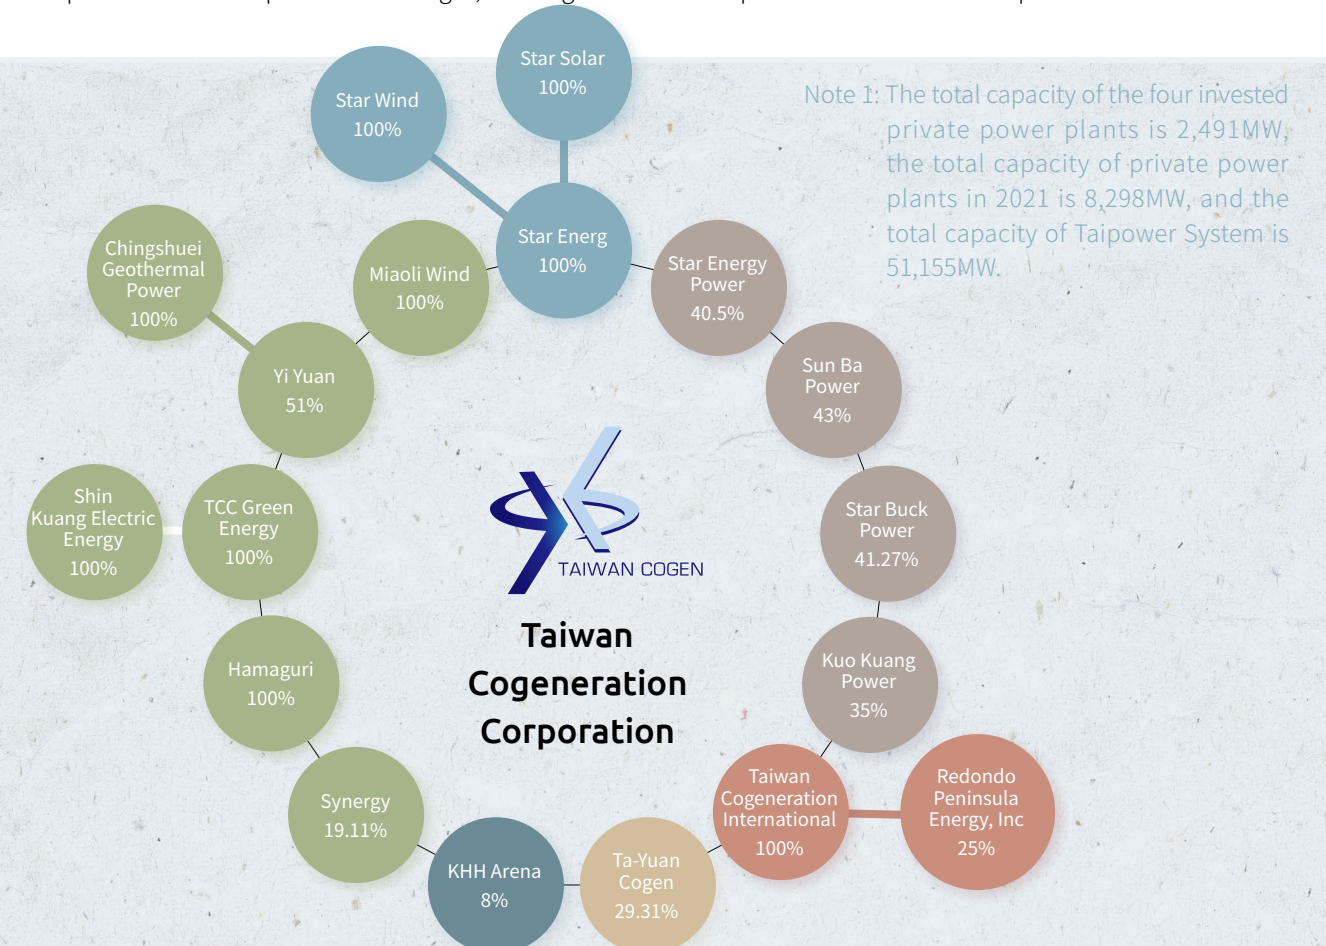 Star Solar
100%
Star Wind
100%
Note 1: The total capacity of the four invested
private power plants is 2,491MW,
the total capacity of private power
plants in 2021 is 8,298MW, and the
total capacity of Taipower System is
51,155MW.
Star Energ
100%
Chingshuei
Geothermal
Power
100%
Miaoli Wind
100%
Star Energy
Power
40.5%
Yi Yuan
51%
Sun Ba
Power
43%
Shin
Kuang Electric
Energy
100%
TCC Green
Energy
100%
Star Buck
Power
41.27%
TAIWAN COGEN
Taiwan
Cogeneration
Corporation
Hamaguri
100%
Kuo Kuang
Power
35%
Synergy
19.11%
Taiwan
Cogeneration
International
100%
Redondo
Peninsula
Energy, Inc
25%
KHH Arena
8%
Ta-Yuan
Cogen
29.31%